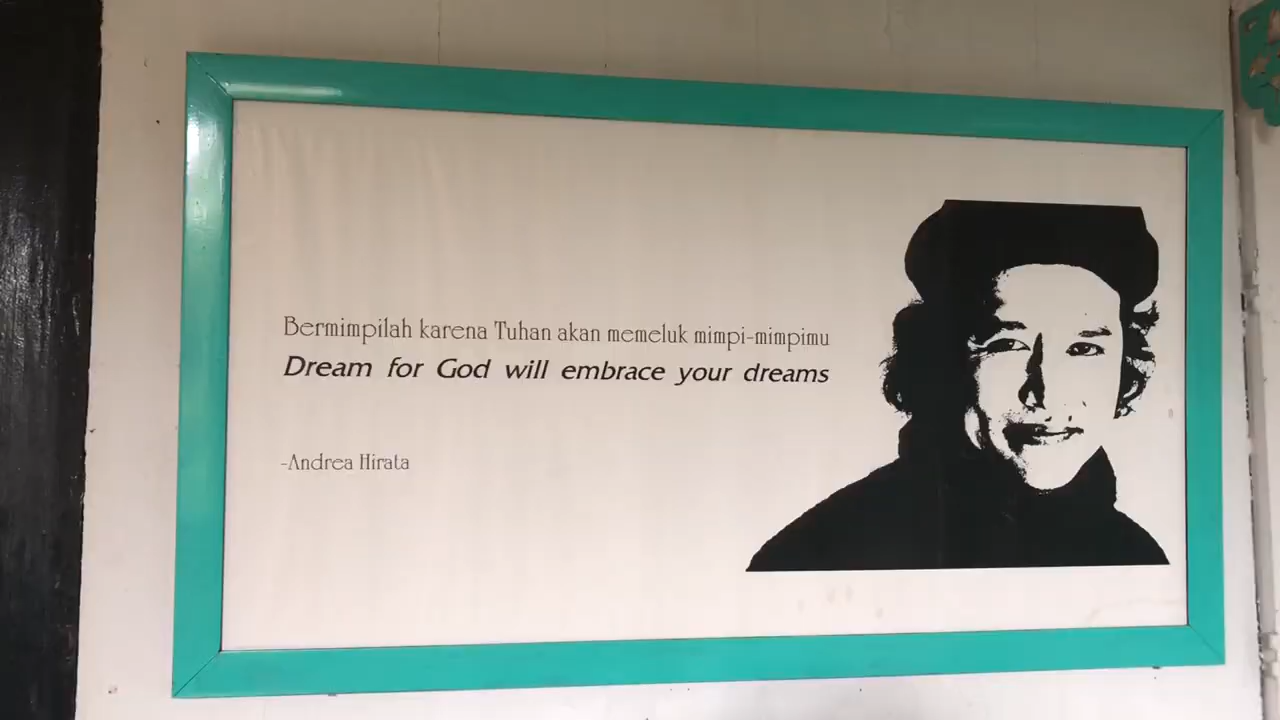 Bermimpilah karena Tuhan akan memeluk mimpi-mimpimu
Dream for God will embrace your dreams
-Andrea Hirata